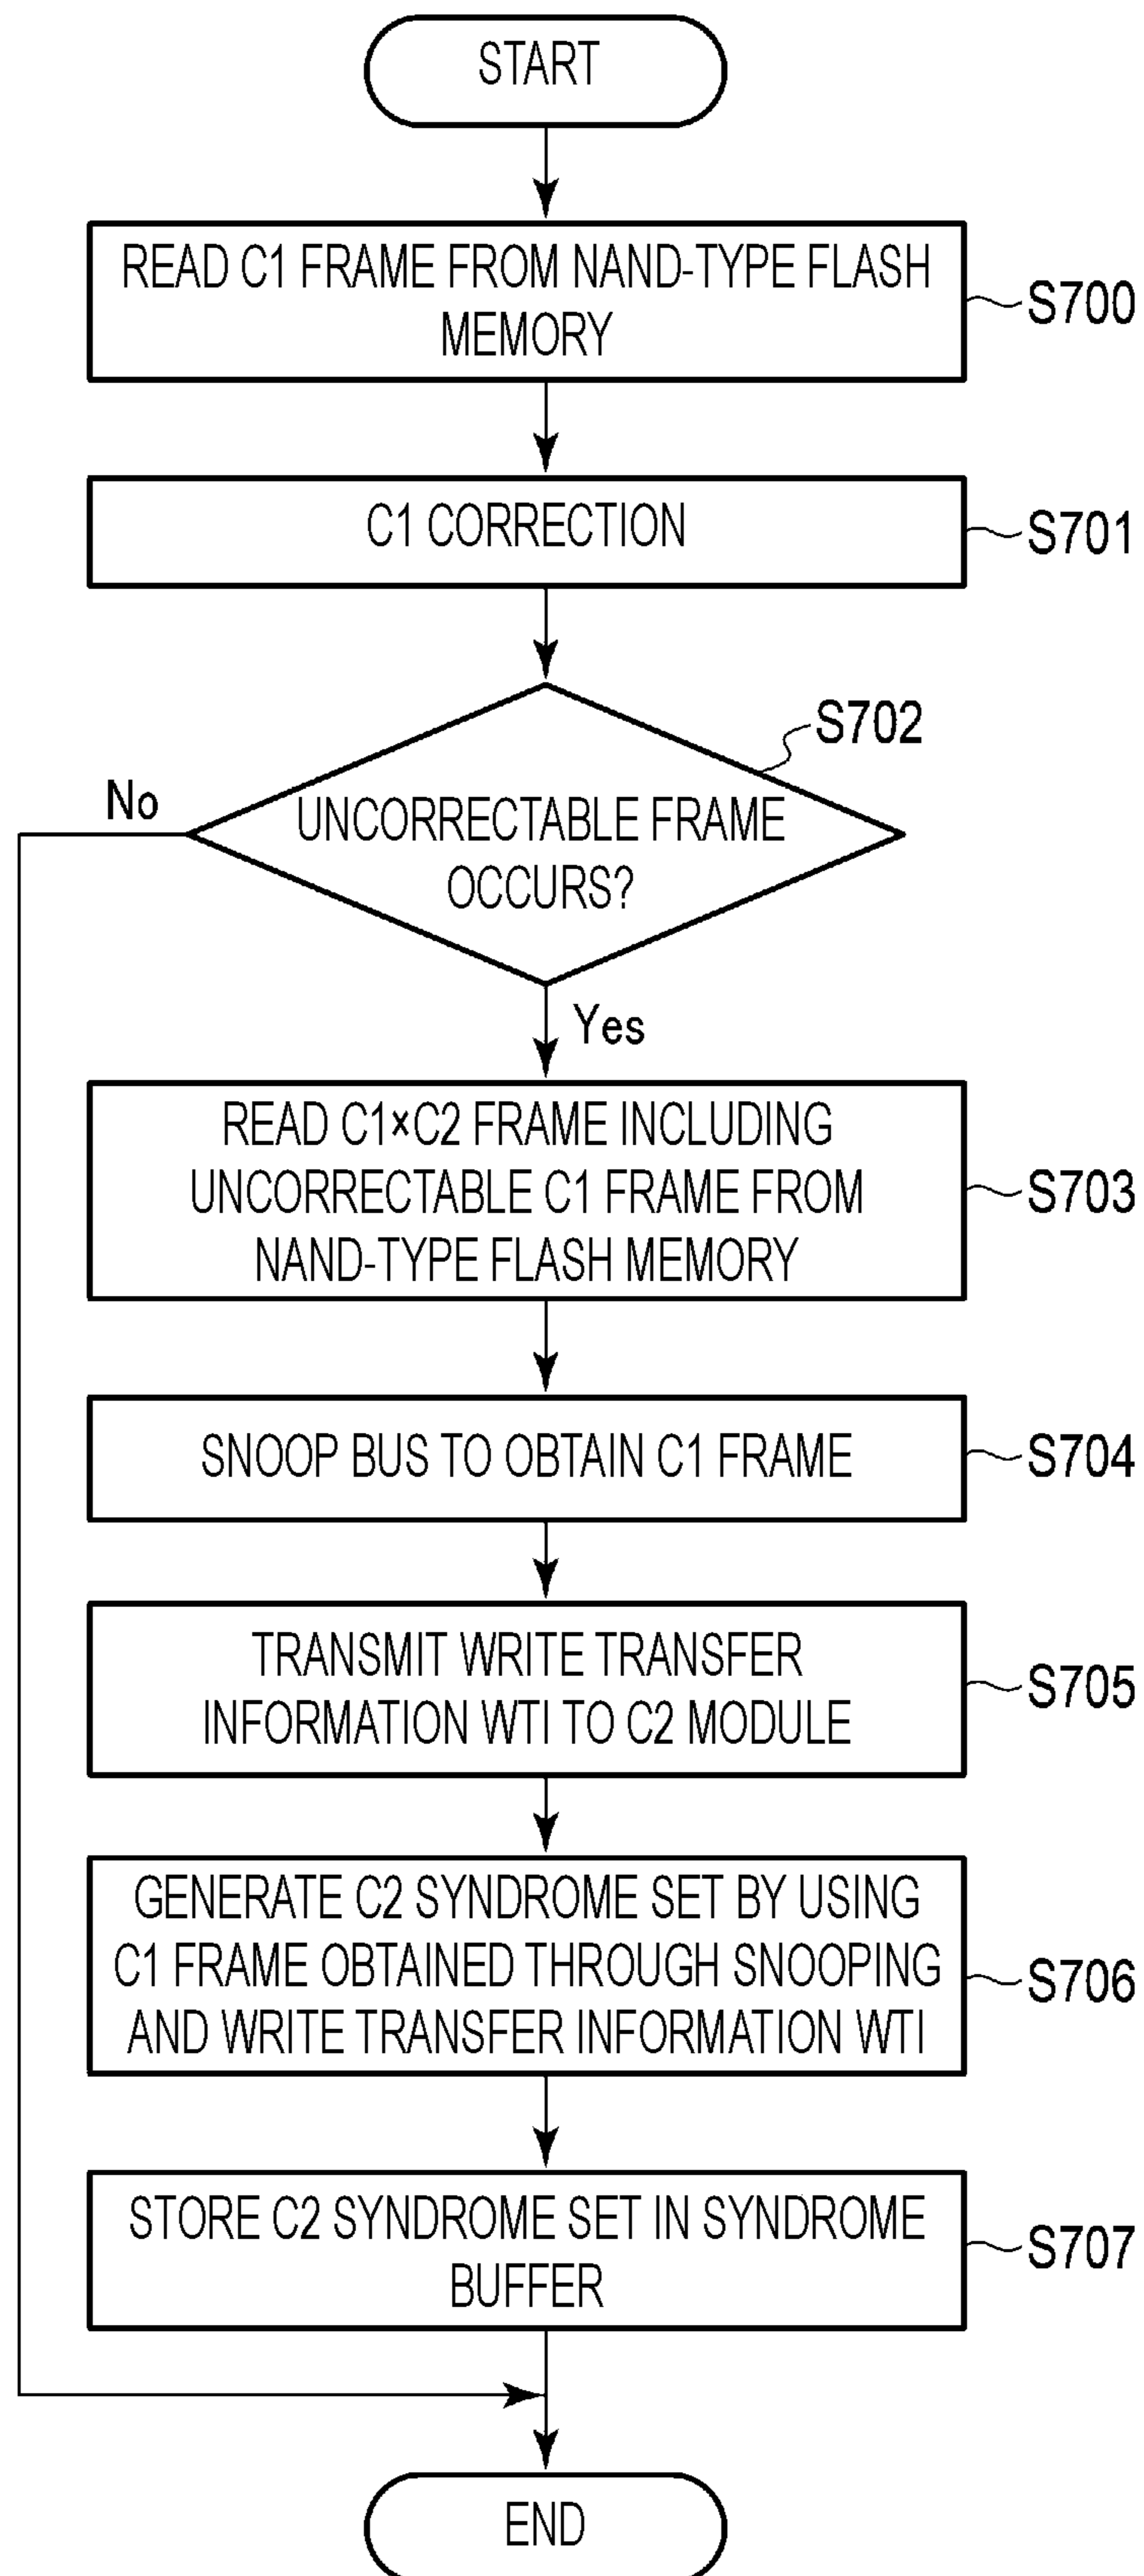 START
READ C1 FRAME FROM NAND-TYPE FLASH
MEMORY
S700
C1 CORRECTION
S701
S702
No
UNCORRECTABLE FRAME
OCCURS?
Yes
READ C1×C2 FRAME INCLUDING
UNCORRECTABLE C1 FRAME FROM
NAND-TYPE FLASH MEMORY
S703
SNOOP BUS TO OBTAIN C1 FRAME
S704
TRANSMIT WRITE TRANSFER
INFORMATION WTI TO C2 MODULE
S705
GENERATE C2 SYNDROME SET BY USING
C1 FRAME OBTAINED THROUGH SNOOPING
AND WRITE TRANSFER INFORMATION WTI
S706
STORE C2 SYNDROME SET IN SYNDROME
BUFFER
S707
END